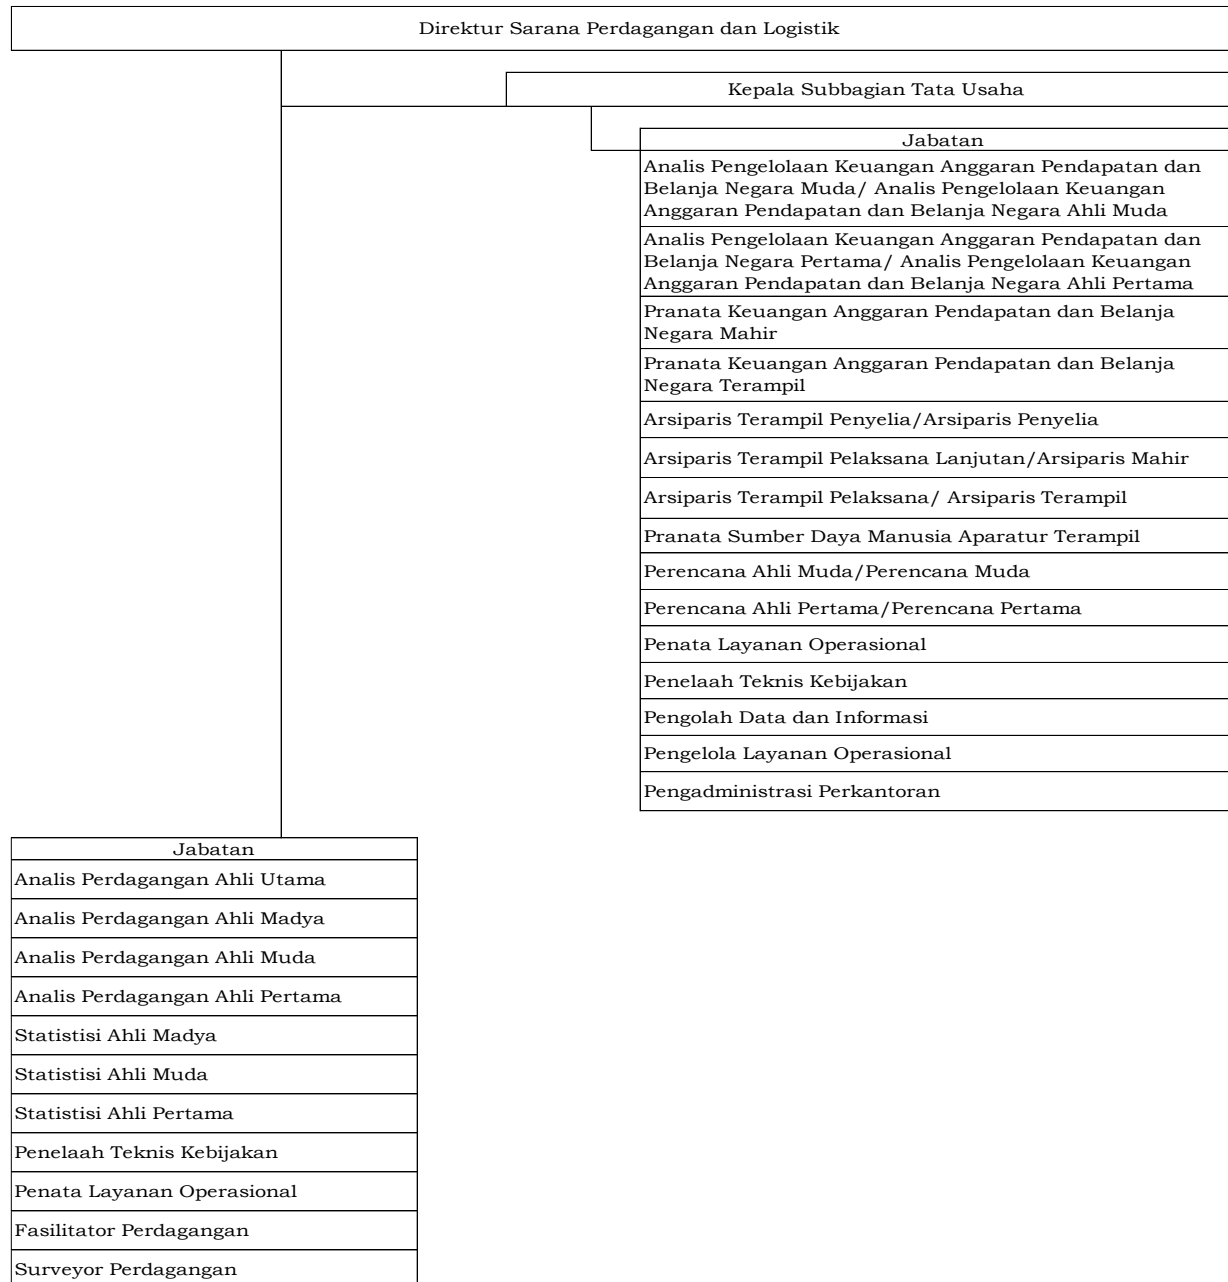 Direktur Sarana Perdagangan dan Logistik
Kepala Subbagian Tata Usaha
Jabatan
Analis Pengelolaan Keuangan Anggaran Pendapatan dan
Belanja Negara Muda/ Analis Pengelolaan Keuangan
Anggaran Pendapatan dan Belanja Negara Ahli Muda
Analis Pengelolaan Keuangan Anggaran Pendapatan dan
Belanja Negara Pertama/ Analis Pengelolaan Keuangan
Anggaran Pendapatan dan Belanja Negara Ahli Pertama
Pranata Keuangan Anggaran Pendapatan dan Belanja
Negara Mahir
Pranata Keuangan Anggaran Pendapatan dan Belanja
Negara Terampil
Arsiparis Terampil Penyelia/Arsiparis Penyelia
Arsiparis Terampil Pelaksana Lanjutan/Arsiparis Mahir
Arsiparis Terampil Pelaksana/ Arsiparis Terampil
Pranata Sumber Daya Manusia Aparatur Terampil
Perencana Ahli Muda/Perencana Muda
Perencana Ahli Pertama/Perencana Pertama
Penata Layanan Operasional
Penelaah Teknis Kebijakan
Pengolah Data dan Informasi
Pengelola Layanan Operasional
Pengadministrasi Perkantoran
Jabatan
Analis Perdagangan Ahli Utama
Analis Perdagangan Ahli Madya
Analis Perdagangan Ahli Muda
Analis Perdagangan Ahli Pertama
Statistisi Ahli Madya
Statistisi Ahli Muda
Statistisi Ahli Pertama
Penelaah Teknis Kebijakan
Penata Layanan Operasional
Fasilitator Perdagangan
Surveyor Perdagangan